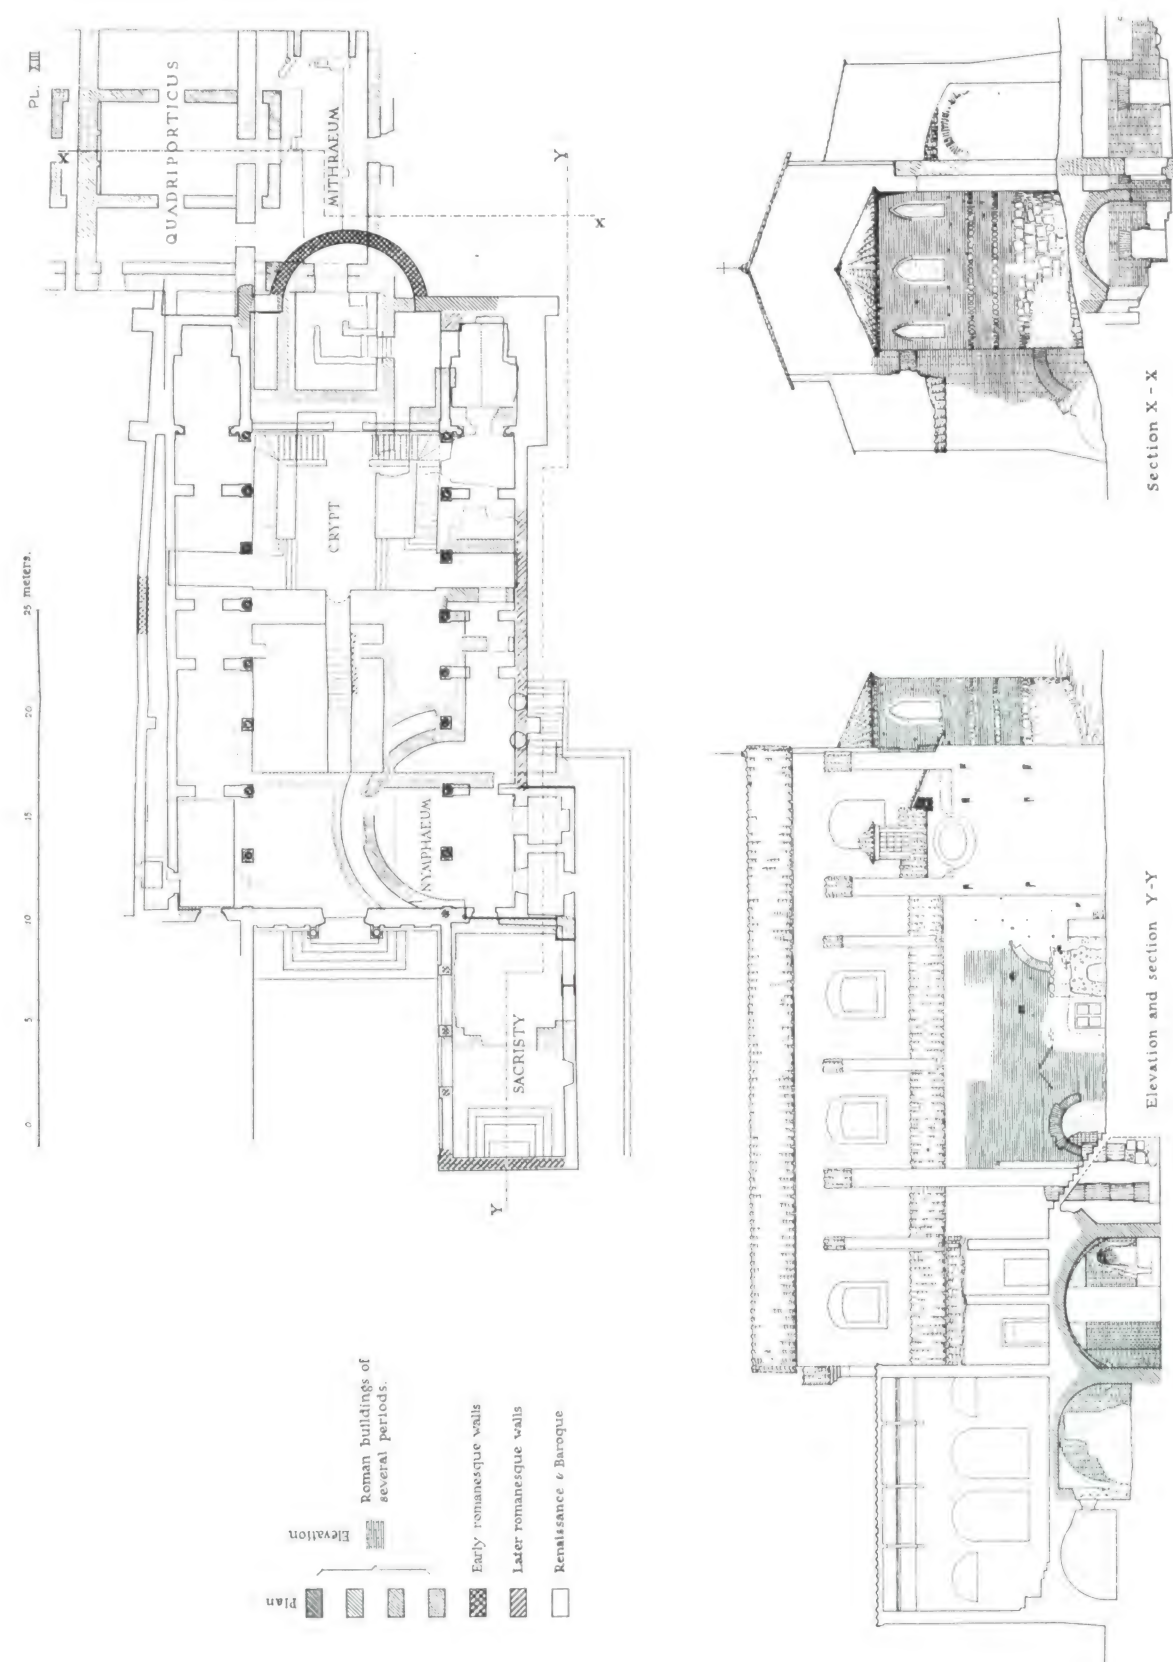 PL. XIII
QUADRIPORTICUS
X
MITHRAEUM
Y
X
CRYPT
NYMPHAEUM
SACRISTY
Y
0 5 10 15 20 25 meters.
Section X - X
Elevation and section Y-Y
Plan
Elevation
Roman buildings of
several periods.
Early romanesque walls
Later romanesque walls
Renaissance & Baroque